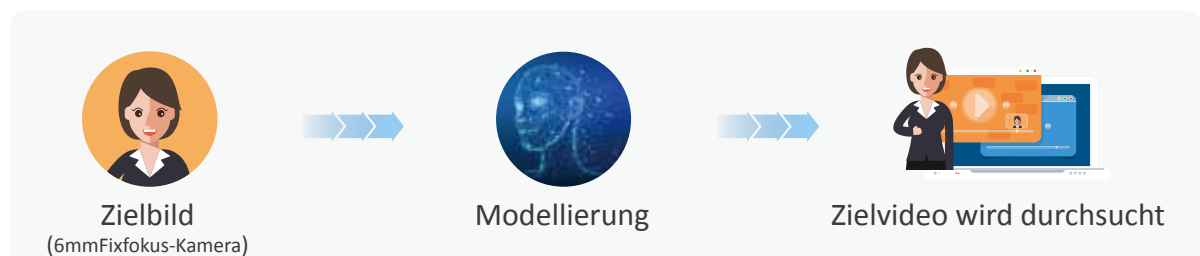 Zielbild
(6mmFixfokus-Kamera)
Modellierung
Zielvideo wird durchsucht